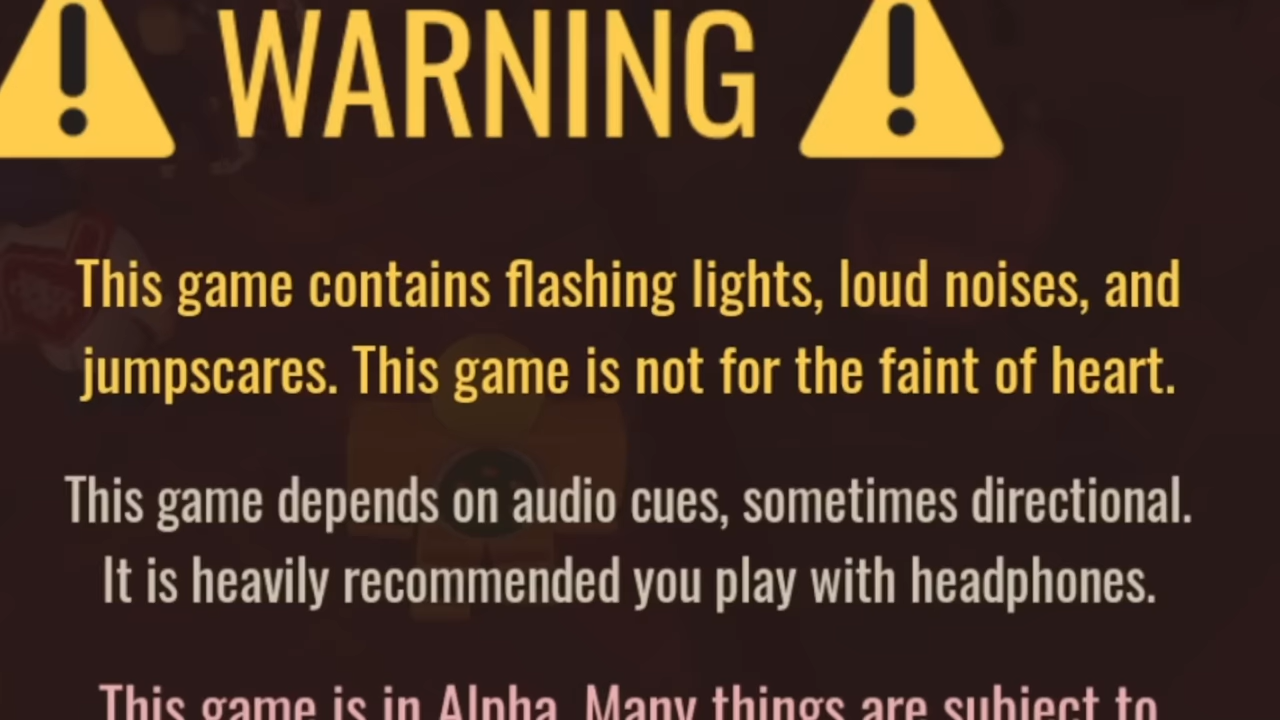 WARNING
This game contains flashing lights, loud noises, and
jumpscares. This game is not for the faint of heart.
This game depends on audio cues, sometimes directional.
It is heavily recommended you play with headphones.
This game is in Alpha. Many things are subject to